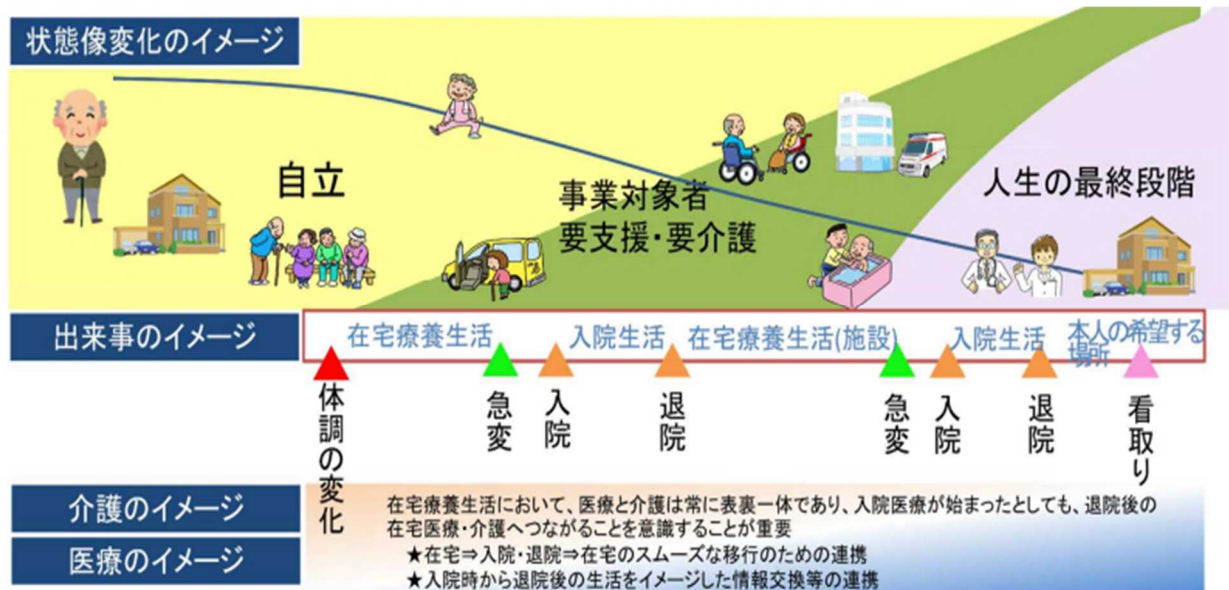 状態像変化のイメージ
自立
事業対象者
要支援・要介護
人生の最終段階
出来事のイメージ
在宅療養生活
入院生活
在宅療養生活(施設)
入院生活
本人の希望する
場所
体調の変化
急変
入院
退院
急変
入院
退院
看取り
介護のイメージ
医療のイメージ
在宅療養生活において、医療と介護は常に表裏一体であり、入院医療が始まったとしても、退院後の
在宅医療・介護へつながることを意識することが重要
★在宅⇒入院・退院⇒在宅のスムーズな移行のための連携
★入院時から退院後の生活をイメージした情報交換等の連携